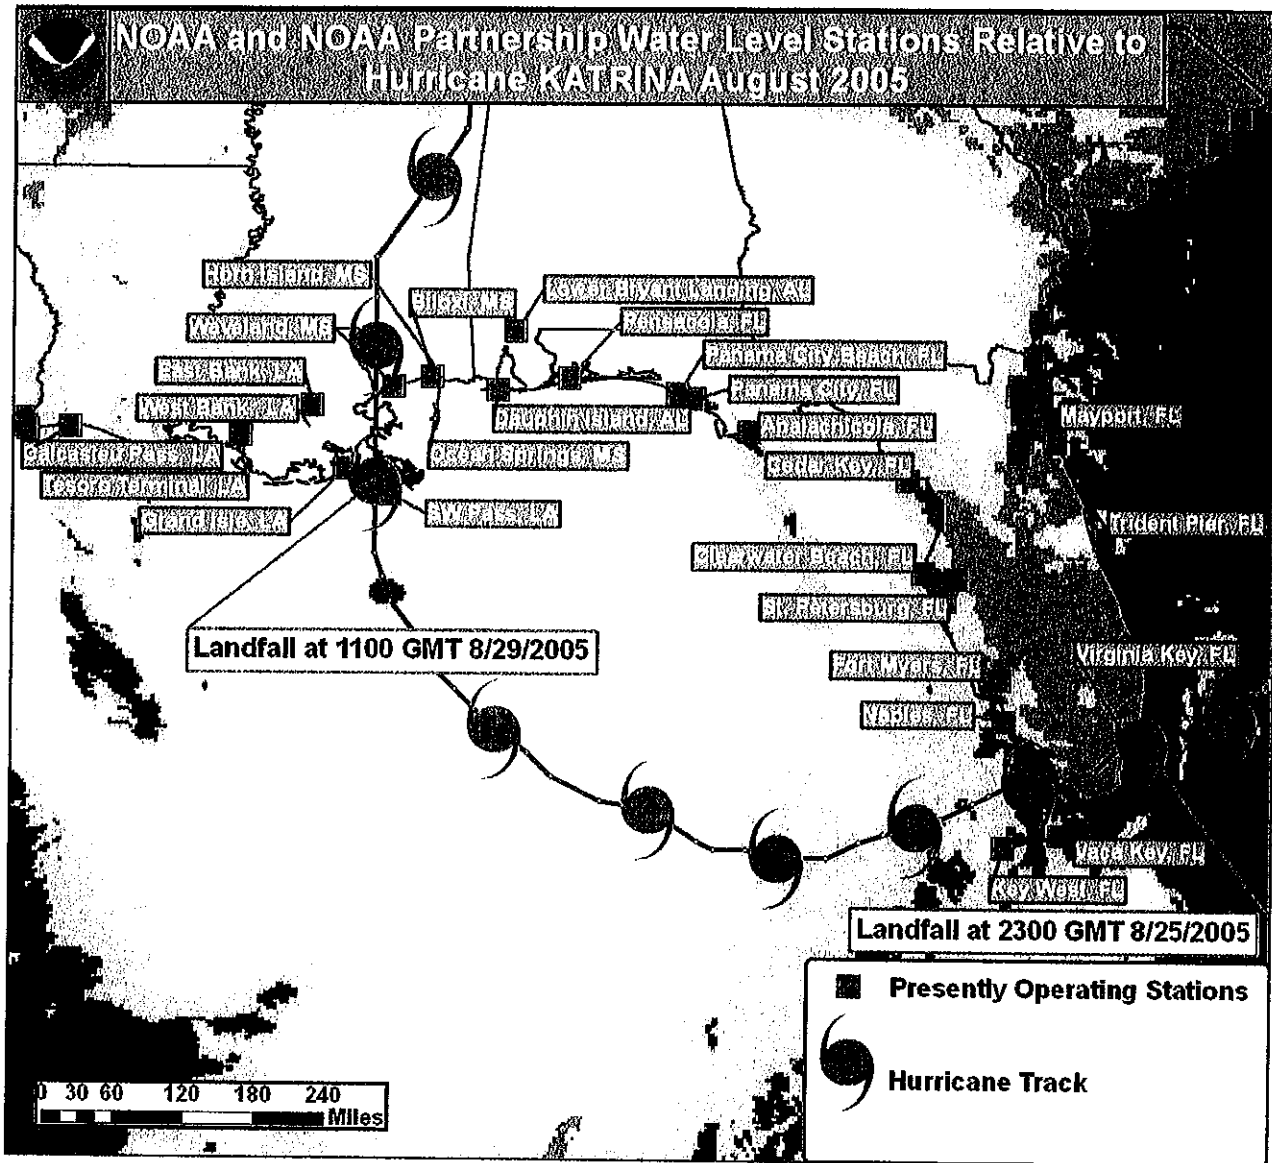 NOAA and NOAA Partnership Water Level Stations Relative to
Hurricane KATRINA August 2005
Horn Island, MS
Biloxi, MS
Lower Bryant Landing, AL
Waveland, MS
Pensacola, FL
East Bank, LA
Panama City Beach, FL
West Bank, LA
Panama City, FL
Dauphin Island, AL
Apalachicola, FL
Mayport, FL
Calcasieu Pass, LA
Ocean Springs, MS
Cedar Key, FL
Tesoro Terminal, LA
Grand Isle, LA
SW Pass, LA
Trident Pier, FL
Clearwater Beach, FL
St. Petersburg, FL
Landfall at 1100 GMT 8/29/2005
Fort Myers, FL
Virginia Key, FL
Naples, FL
Vaca Key, FL
Key West, FL
Landfall at 2300 GMT 8/25/2005
Presently Operating Stations
Hurricane Track
0 30 60 120 180 240
Miles